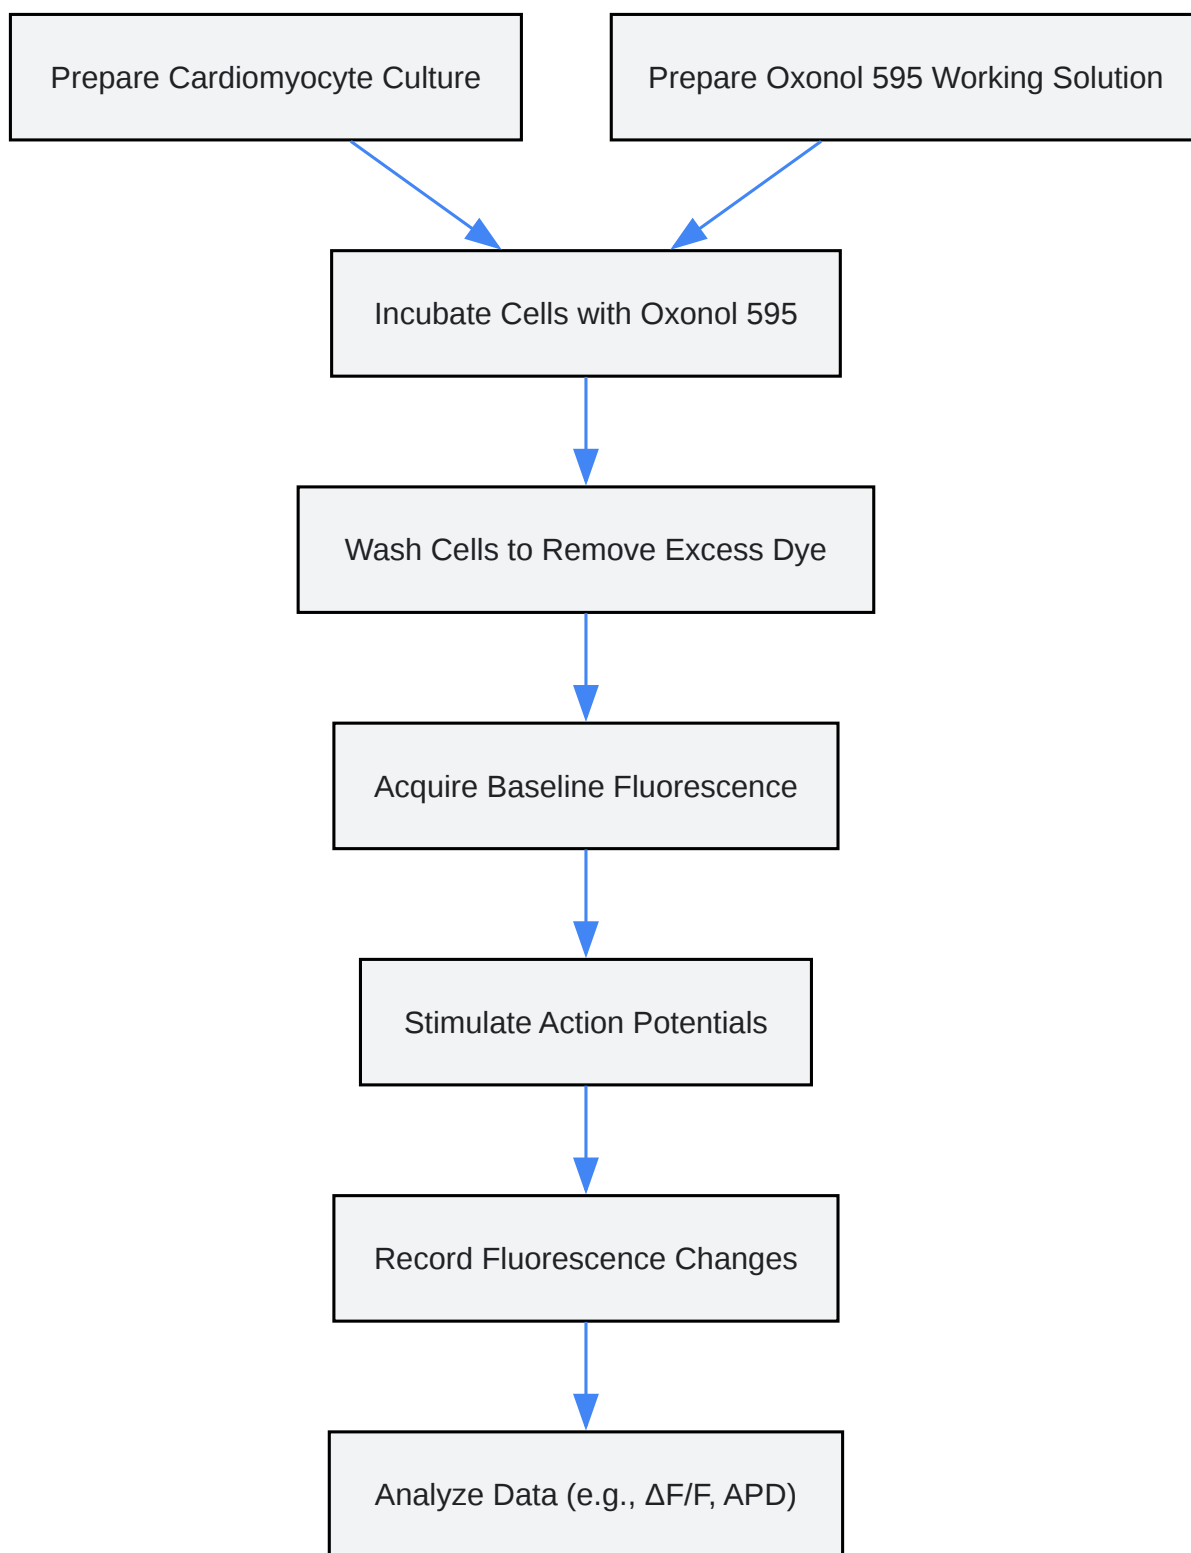 Prepare Cardiomyocyte Culture
Prepare Oxonol 595 Working Solution
Incubate Cells with Oxonol 595
Wash Cells to Remove Excess Dye
Acquire Baseline Fluorescence
Stimulate Action Potentials
Record Fluorescence Changes
Analyze Data (e.g., ΔF/F, APD)